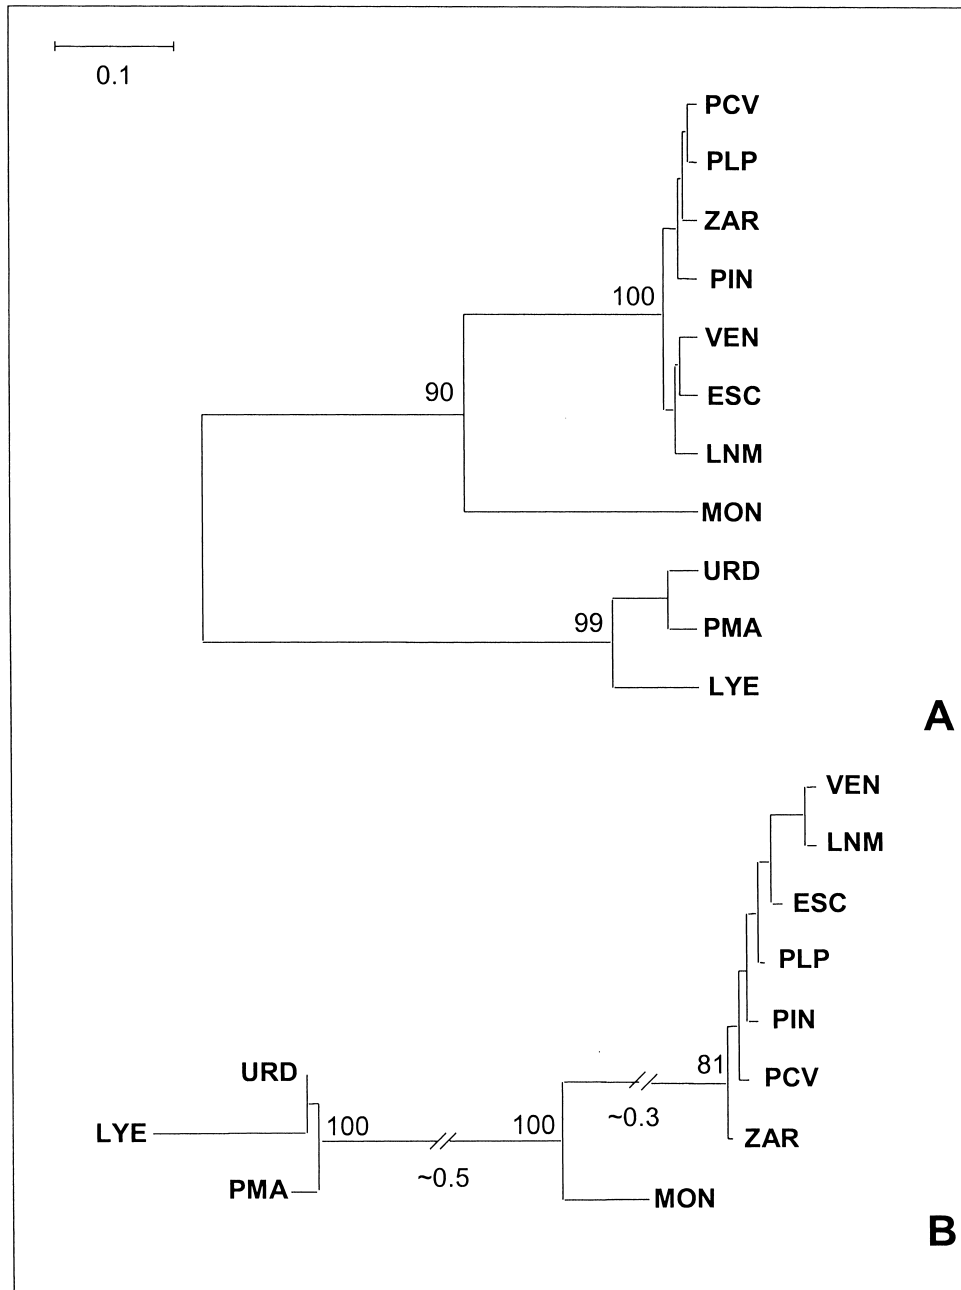 0.1
PCV
PLP
ZAR
PIN
100
VEN
90
ESC
LNM
MON
URD
99
PMA
LYE
A
VEN
LNM
ESC
PLP
PIN
81
URD
PCV
~0.3
LYE
100
100
ZAR
~0.5
PMA
MON
B